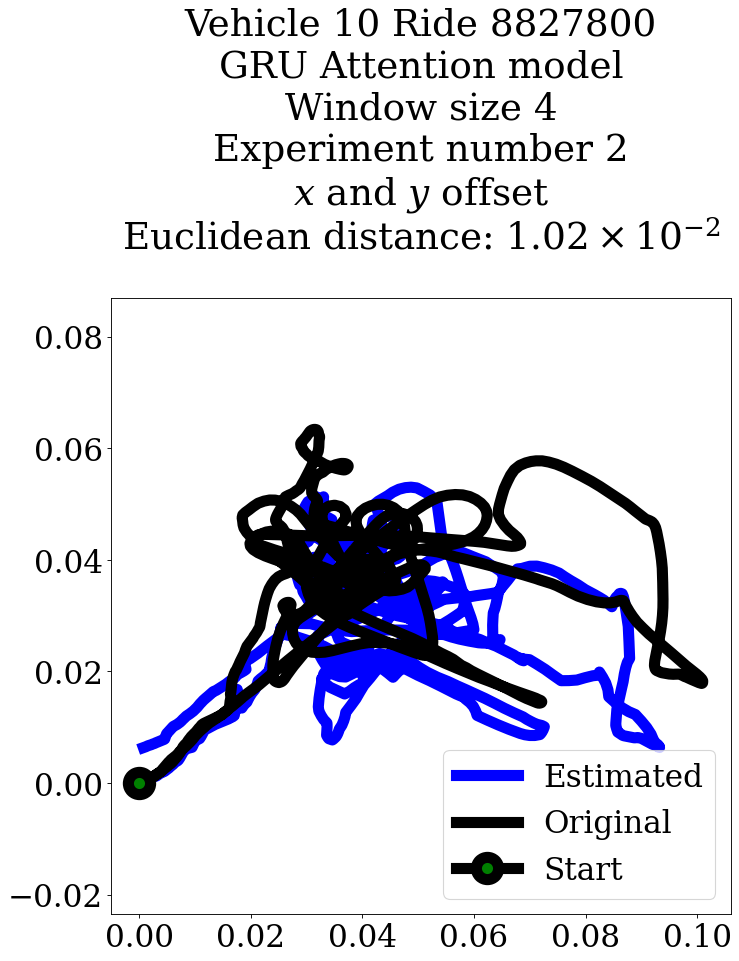 Vehicle 10 Ride 8827800
GRU Attention model
Window size 4
Experiment number 2
x and y offset
Euclidean distance: 1.02 × 10⁻²
0.08
0.06
0.04
0.02
0.00
−0.02
0.00 0.02 0.04 0.06 0.08 0.10
Estimated
Original
Start